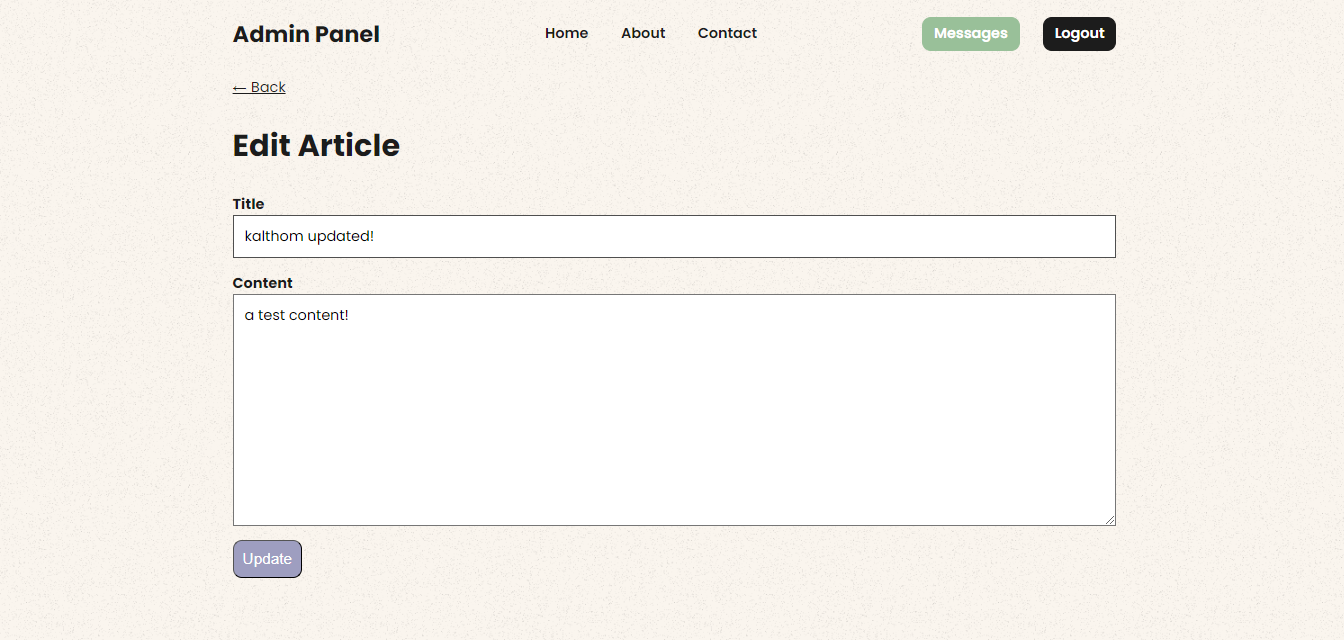 Admin Panel Home About Contact Messages Logout
← Back
Edit Article
Title
kalthom updated!
Content
a test content!
Update